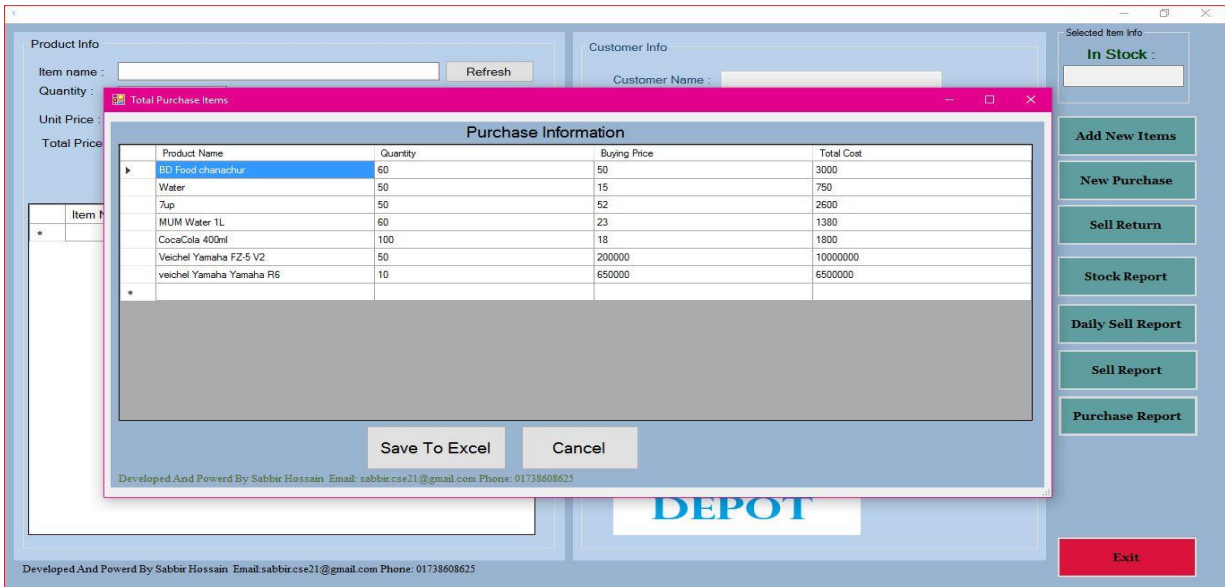 Product Info
Item name :
Refresh
Quantity :
Unit Price :
Total Price
Customer Info
Customer Name :
Selected Item Info
In Stock :
Total Purchase Items
Purchase Information
Product Name Quantity Buying Price Total Cost
BD Food chanachur 60 50 3000
Water 50 15 750
7up 50 52 2600
MUM Water 1L 60 23 1380
CocaCola 400ml 100 18 1800
Veichel Yamaha FZ-5 V2 50 200000 10000000
veichel Yamaha Yamaha R6 10 650000 6500000
*
Save To Excel
Cancel
Developed And Powerd By Sabbir Hossain Email: sabbir.cse21@gmail.com Phone: 01738608625
Item
*
Add New Items
New Purchase
Sell Return
Stock Report
Daily Sell Report
Sell Report
Purchase Report
Exit
DEPOT
Developed And Powerd By Sabbir Hossain Email:sabbir.cse21@gmail.com Phone: 01738608625